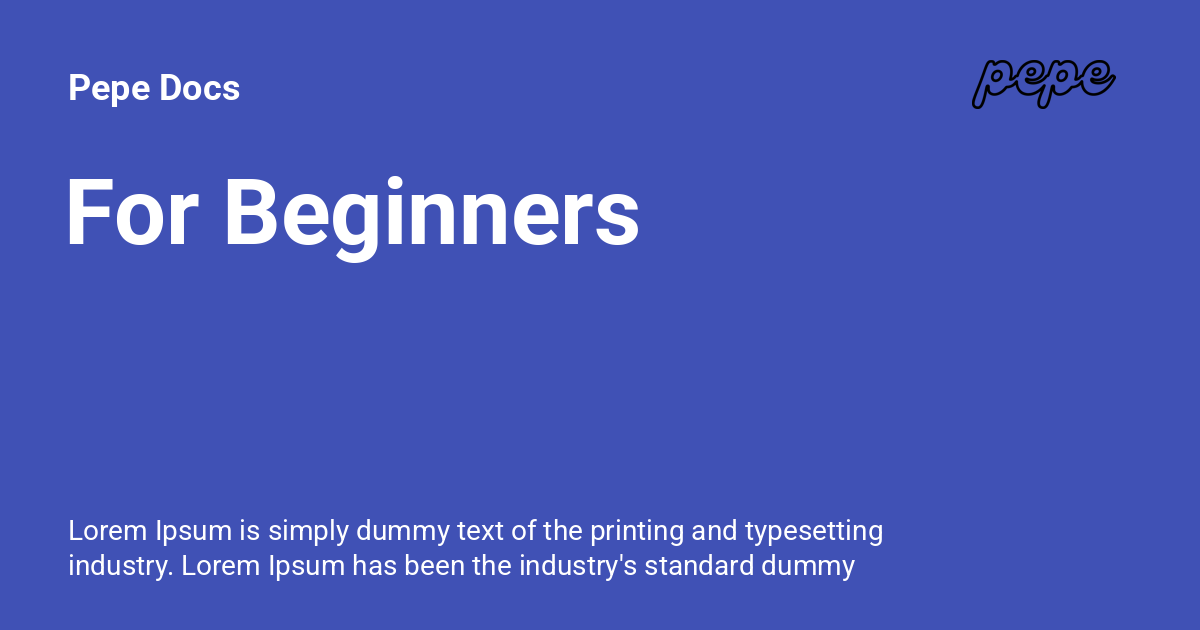 Pepe Docs
pepe
For Beginners
Lorem Ipsum is simply dummy text of the printing and typesetting
industry. Lorem Ipsum has been the industry's standard dummy